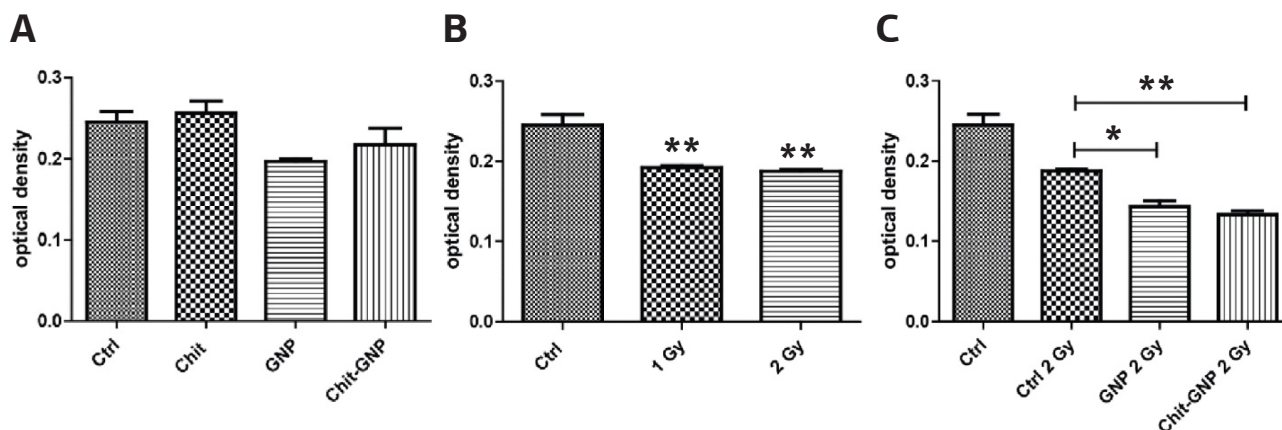 A
optical density
0.3
0.2
0.1
0.0
Ctrl
Chit
GNP
Chit-GNP
B
optical density
0.3
0.2
0.1
0.0
**
**
Ctrl
1 Gy
2 Gy
C
optical density
0.3
0.2
0.1
0.0
**
*
Ctrl
Ctrl 2 Gy
GNP 2 Gy
Chit-GNP 2 Gy